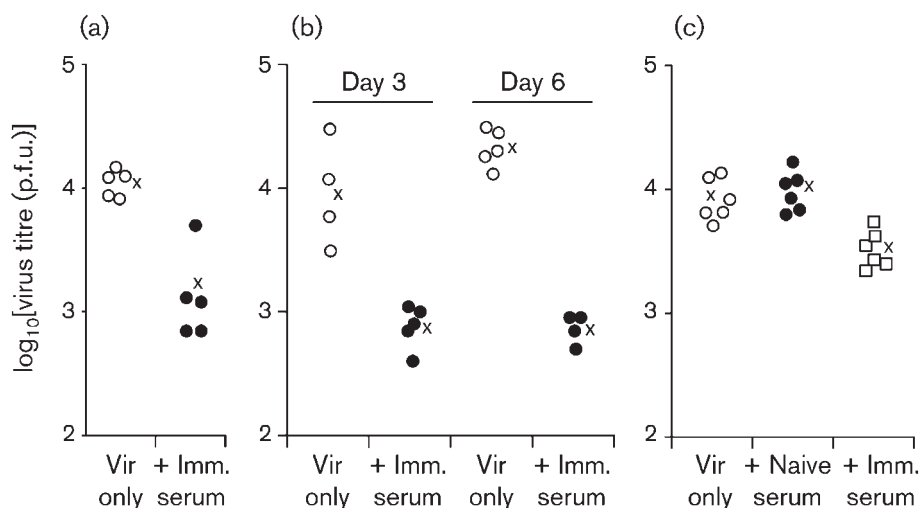 (a) (b) (c)
5 5 5
Day 3 Day 6
4 4 4
x x x x x x x x x
3 3 3
2 2 2
log10[virus titre (p.f.u.)]
Vir + Imm. Vir + Imm. Vir + Imm. Vir + Naive + Imm.
only serum only serum only serum only serum serum